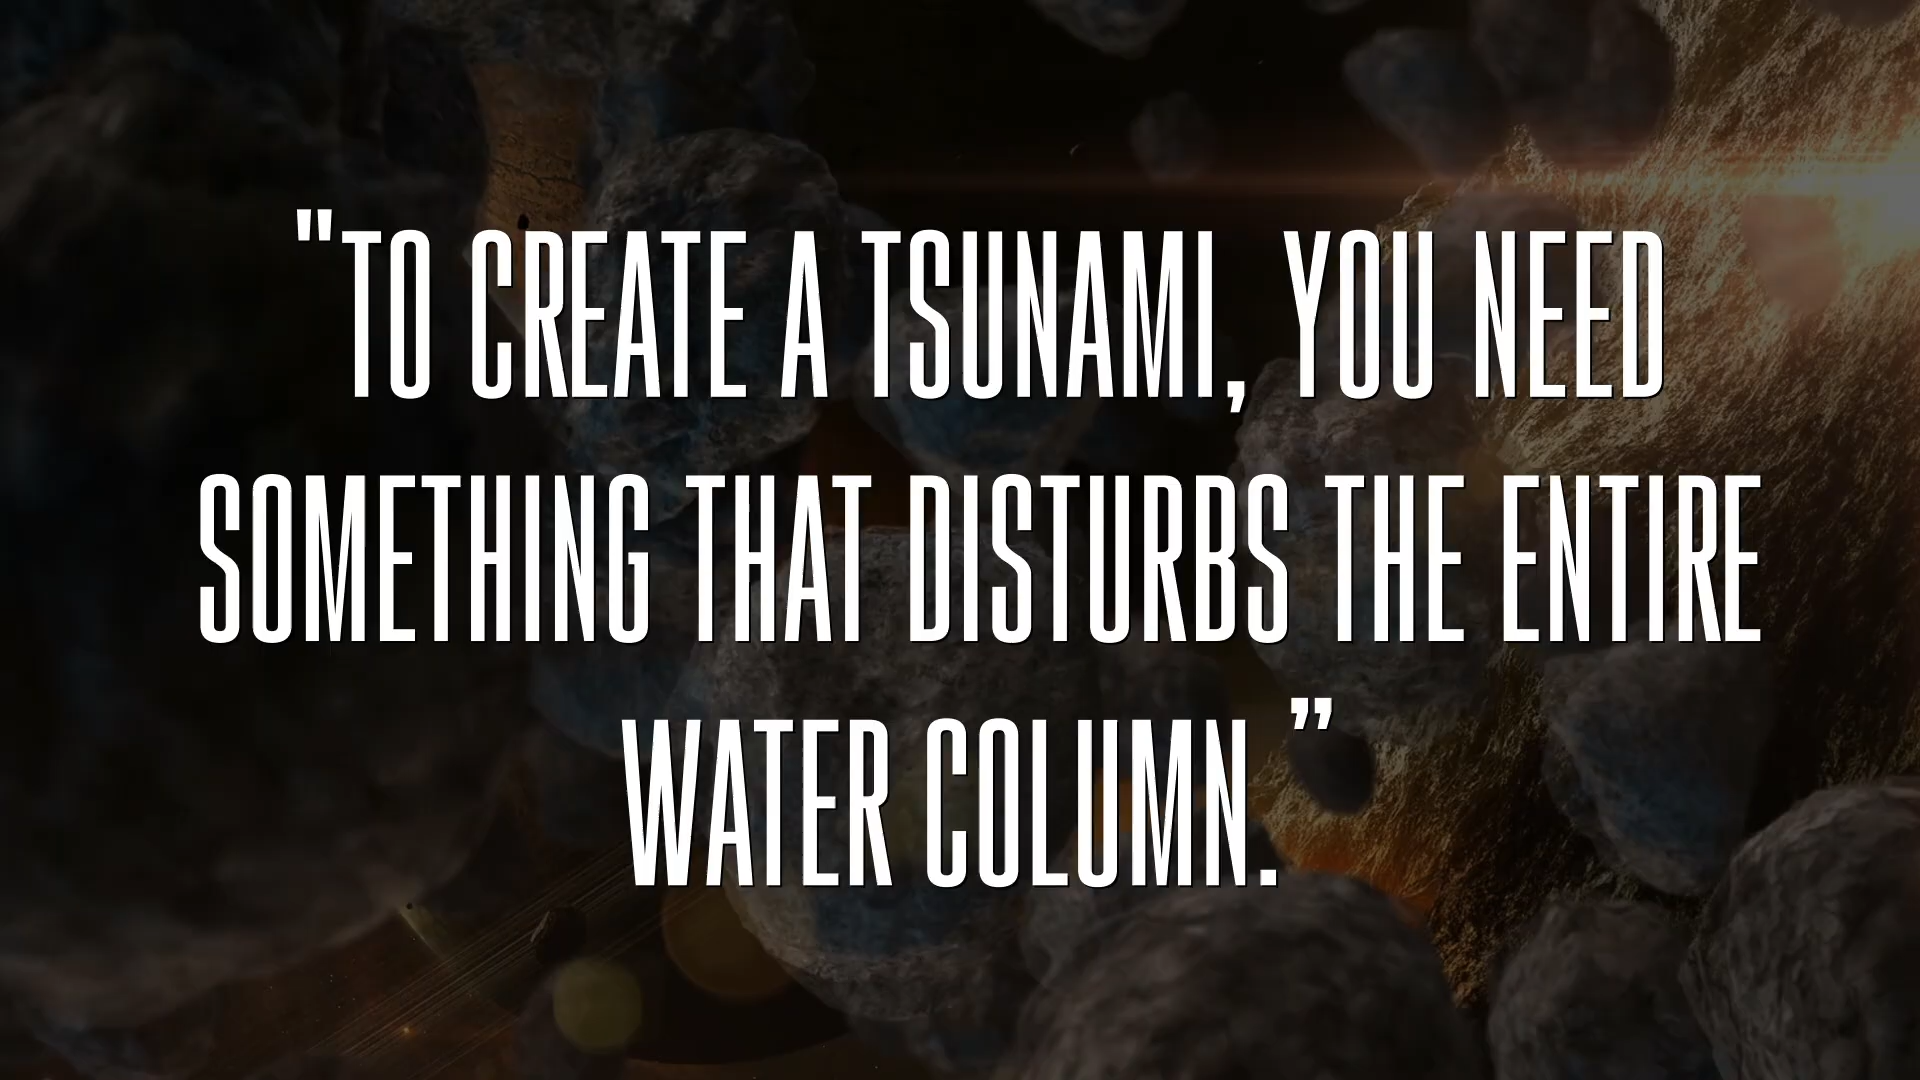 "TO CREATE A TSUNAMI, YOU NEED
SOMETHING THAT DISTURBS THE ENTIRE
WATER COLUMN.”